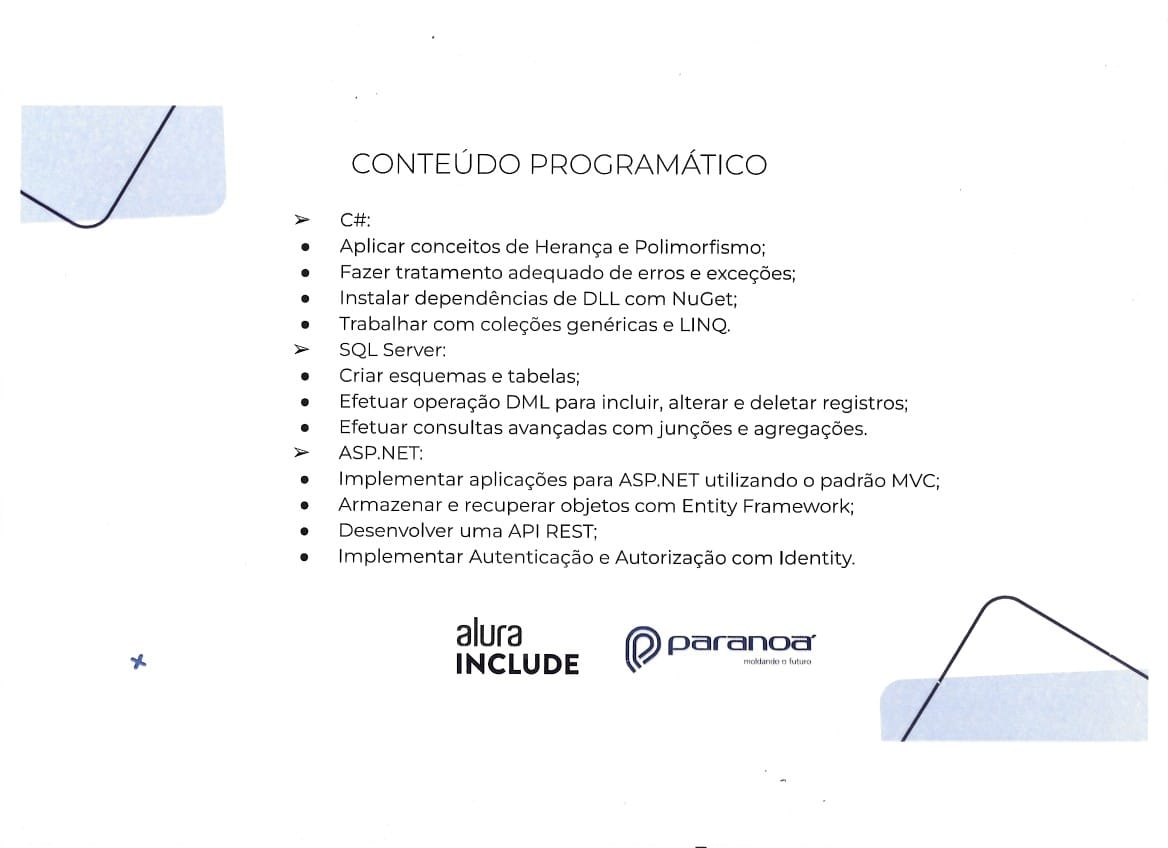 CONTEÚDO PROGRAMÁTICO
➢ C#:
● Aplicar conceitos de Herança e Polimorfismo;
● Fazer tratamento adequado de erros e exceções;
● Instalar dependências de DLL com NuGet;
● Trabalhar com coleções genéricas e LINQ.
➢ SQL Server:
● Criar esquemas e tabelas;
● Efetuar operação DML para incluir, alterar e deletar registros;
● Efetuar consultas avançadas com junções e agregações.
➢ ASP.NET:
● Implementar aplicações para ASP.NET utilizando o padrão MVC;
● Armazenar e recuperar objetos com Entity Framework;
● Desenvolver uma API REST;
● Implementar Autenticação e Autorização com Identity.
alura
INCLUDE
paranoá
moldando o futuro